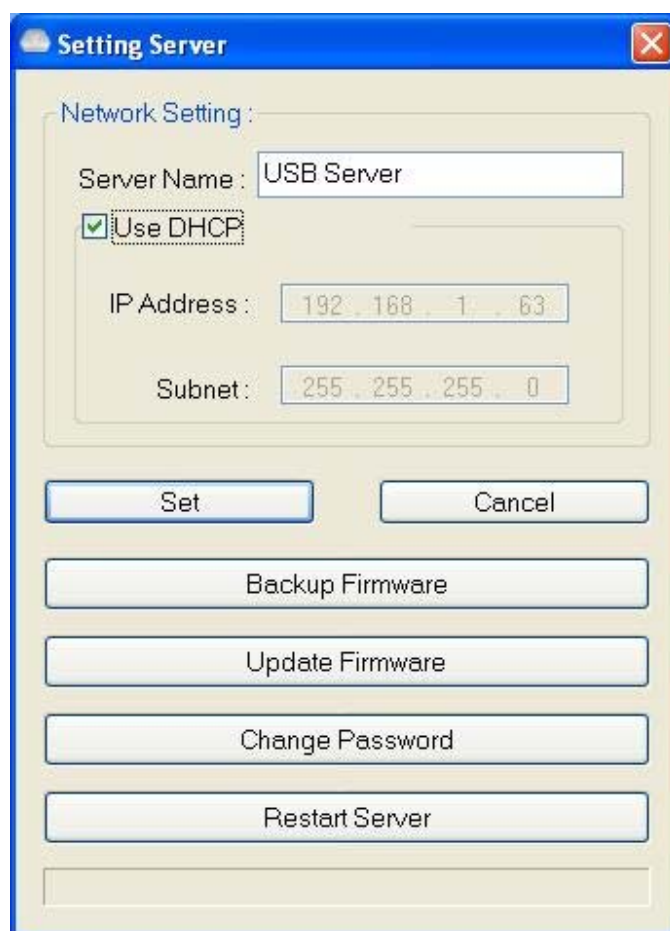 Setting Server
Network Setting :
Server Name : USB Server
Use DHCP
IP Address : 192 . 168 . 1 . 63
Subnet : 255 . 255 . 255 . 0
Set Cancel
Backup Firmware
Update Firmware
Change Password
Restart Server